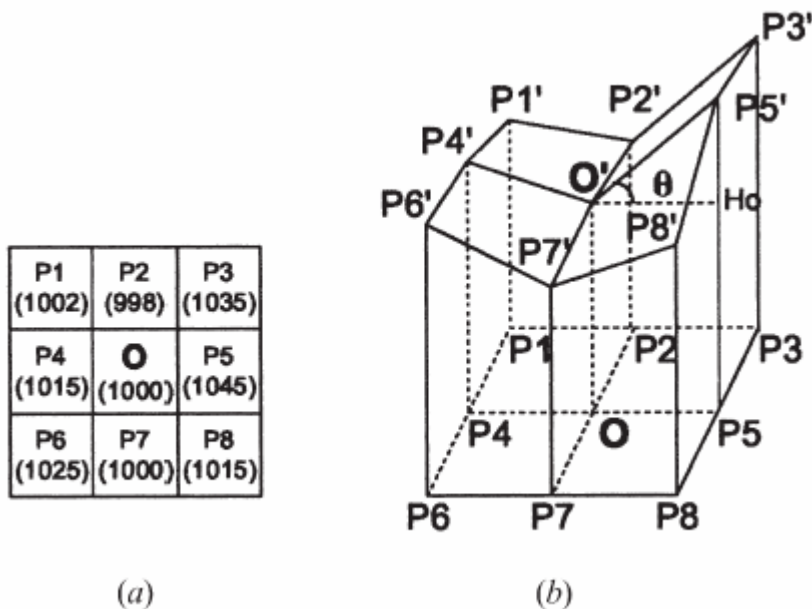 P3'
P1'
P2'
P5'
P4'
O'
θ
Ho
P6'
P7'
P8'
P1 P2 P3
(1002) (998) (1035)
P4 O P5
(1015) (1000) (1045)
P6 P7 P8
(1025) (1000) (1015)
P1 P2 P3
P4 O P5
P6 P7 P8
(a) (b)